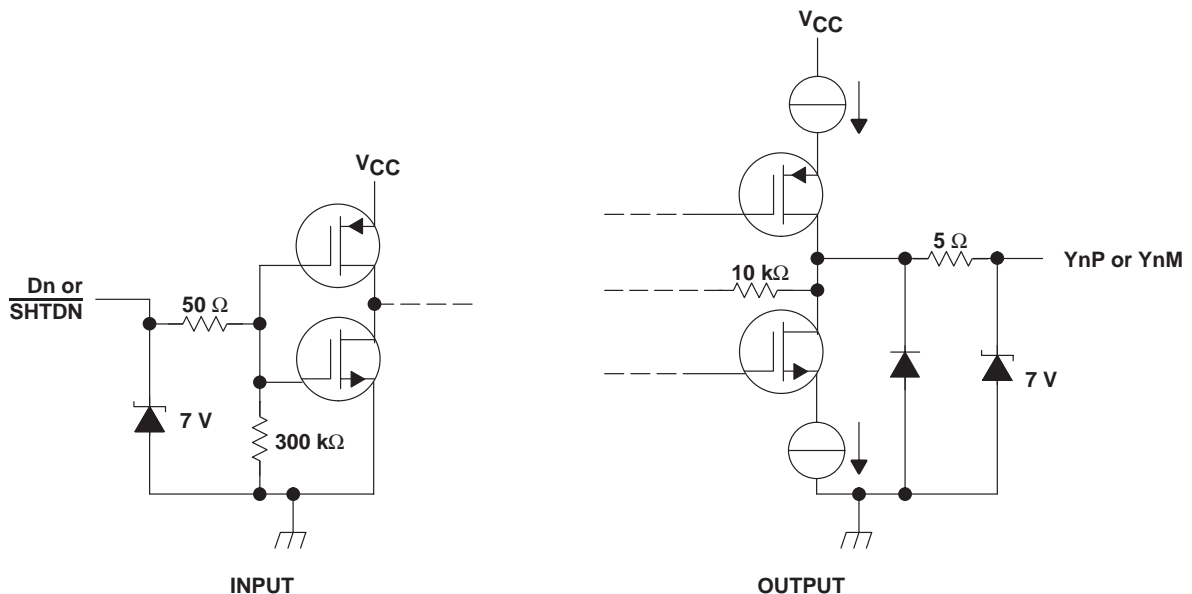 VCC
Dn or
SHTDN
50 Ω
7 V
300 kΩ
INPUT
VCC
5 Ω
10 kΩ
YnP or YnM
7 V
OUTPUT